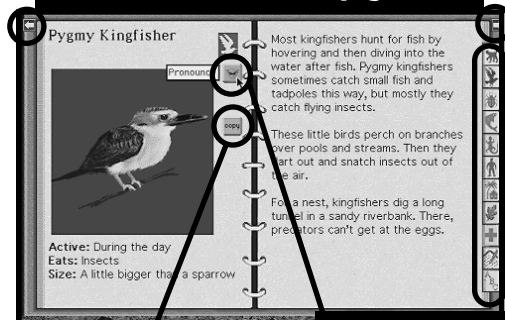 Pygmy Kingfisher
Pronounce
copy
Active: During the day
Eats: Insects
Size: A little bigger than a sparrow
Most kingfishers hunt for fish by
hovering and then diving into the
water after fish. Pygmy kingfishers
sometimes catch small fish and
tadpoles this way, but mostly they
catch flying insects.
These little birds perch on branches
over pools and streams. Then they
dart out and snatch insects out of
the air.
For a nest, kingfishers dig a long
tunnel in a sandy riverbank. There,
predators can't get at the eggs.